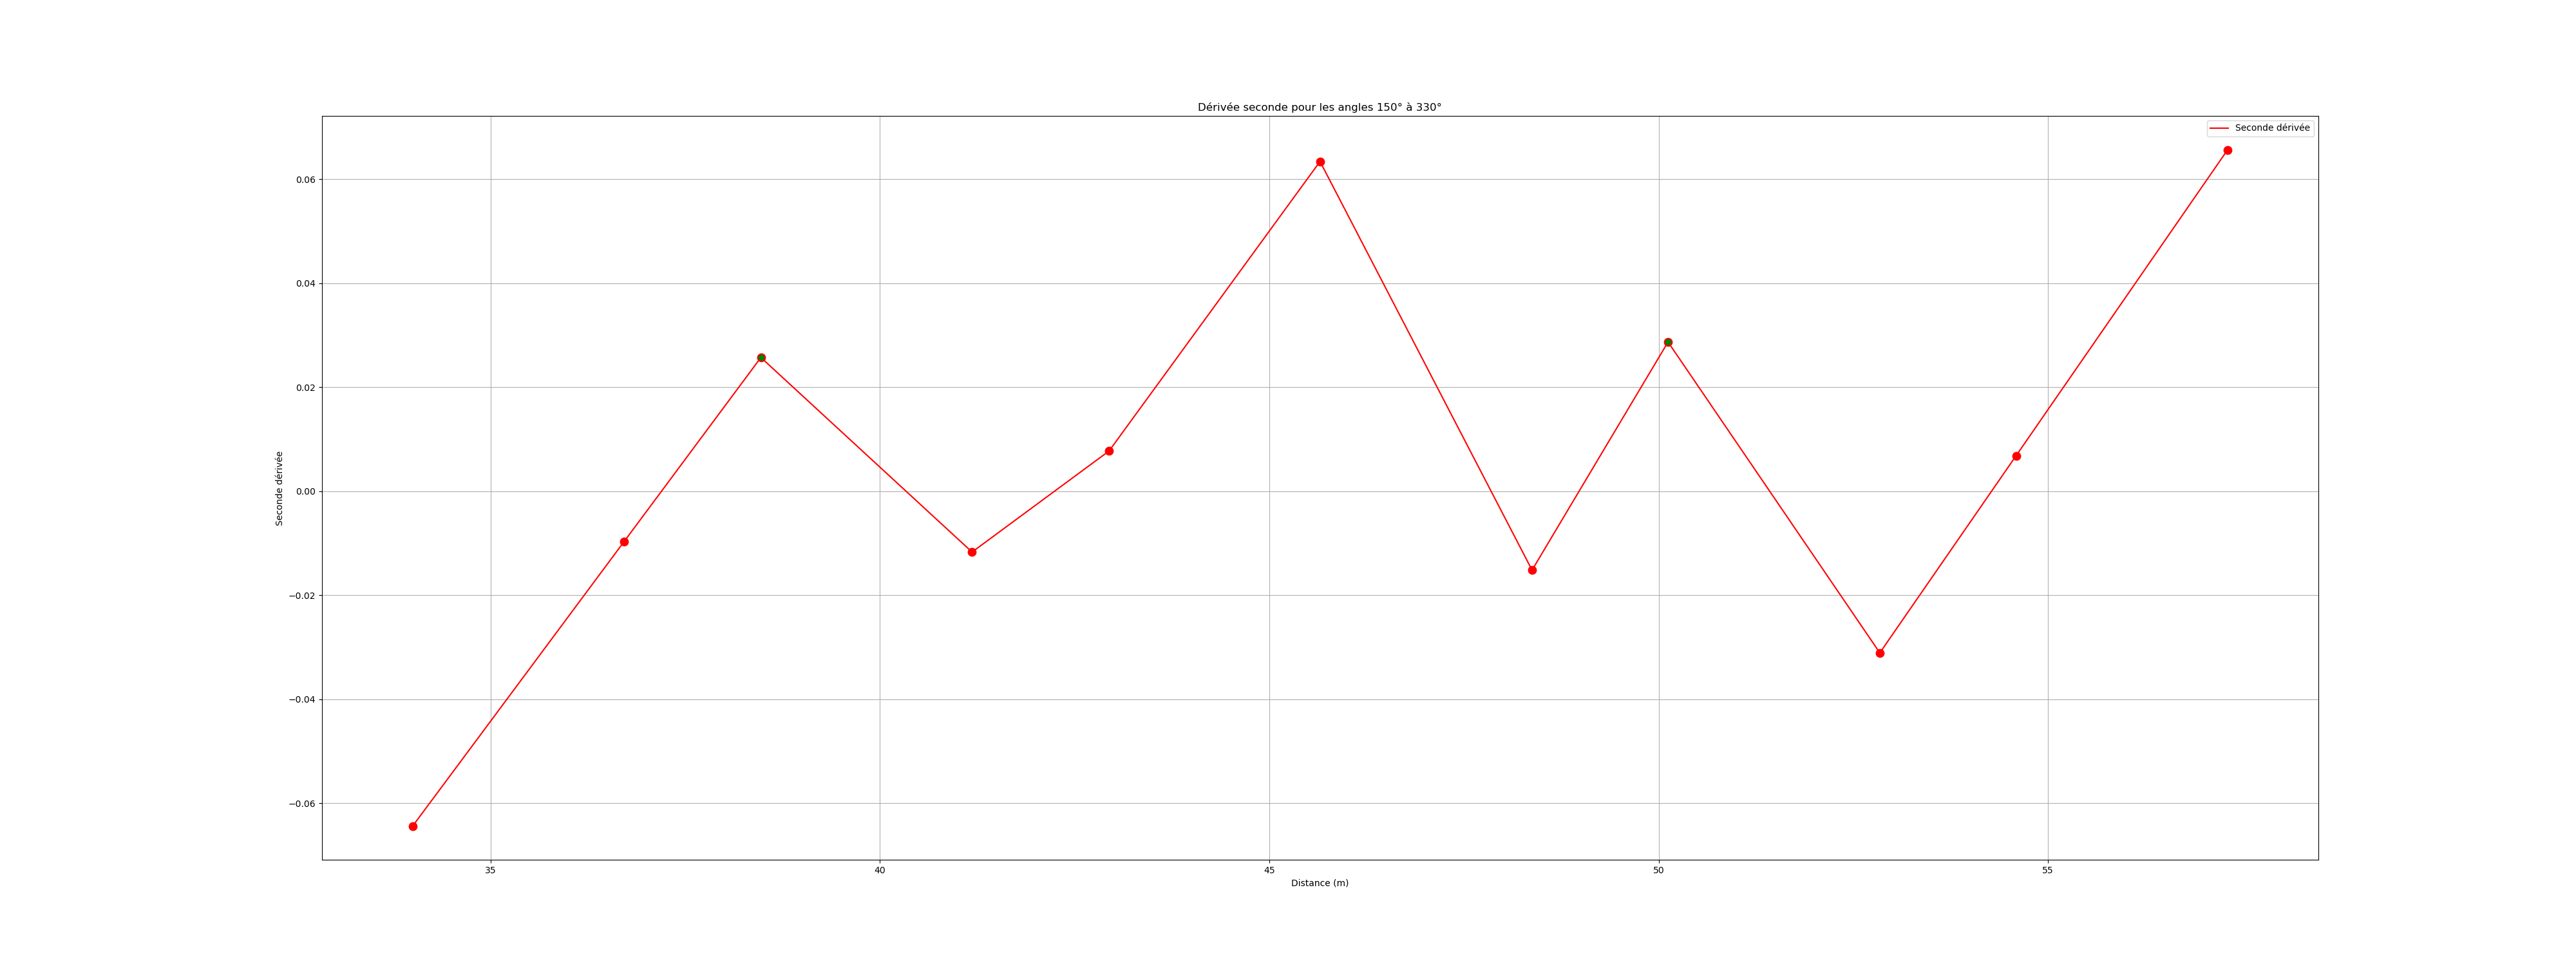 Dérivée seconde pour les angles 150° à 330°
Seconde dérivée
0.06
0.04
0.02
0.00
−0.02
−0.04
−0.06
Seconde dérivée
35 40 45 50 55
Distance (m)